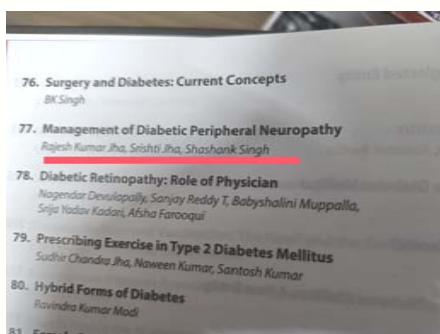 76. Surgery and Diabetes: Current Concepts
BK Singh
77. Management of Diabetic Peripheral Neuropathy
Rajesh Kumar Jha, Srishti Jha, Shashank Singh
78. Diabetic Retinopathy: Role of Physician
Nagendar Devulapally, Sanjay Reddy T, Babyshalini Muppalla,
Srija Yadav Kadari, Afsha Farooqui
79. Prescribing Exercise in Type 2 Diabetes Mellitus
Sudhir Chandra Jha, Naween Kumar, Santosh Kumar
80. Hybrid Forms of Diabetes
Ravindra Kumar Modi
81.